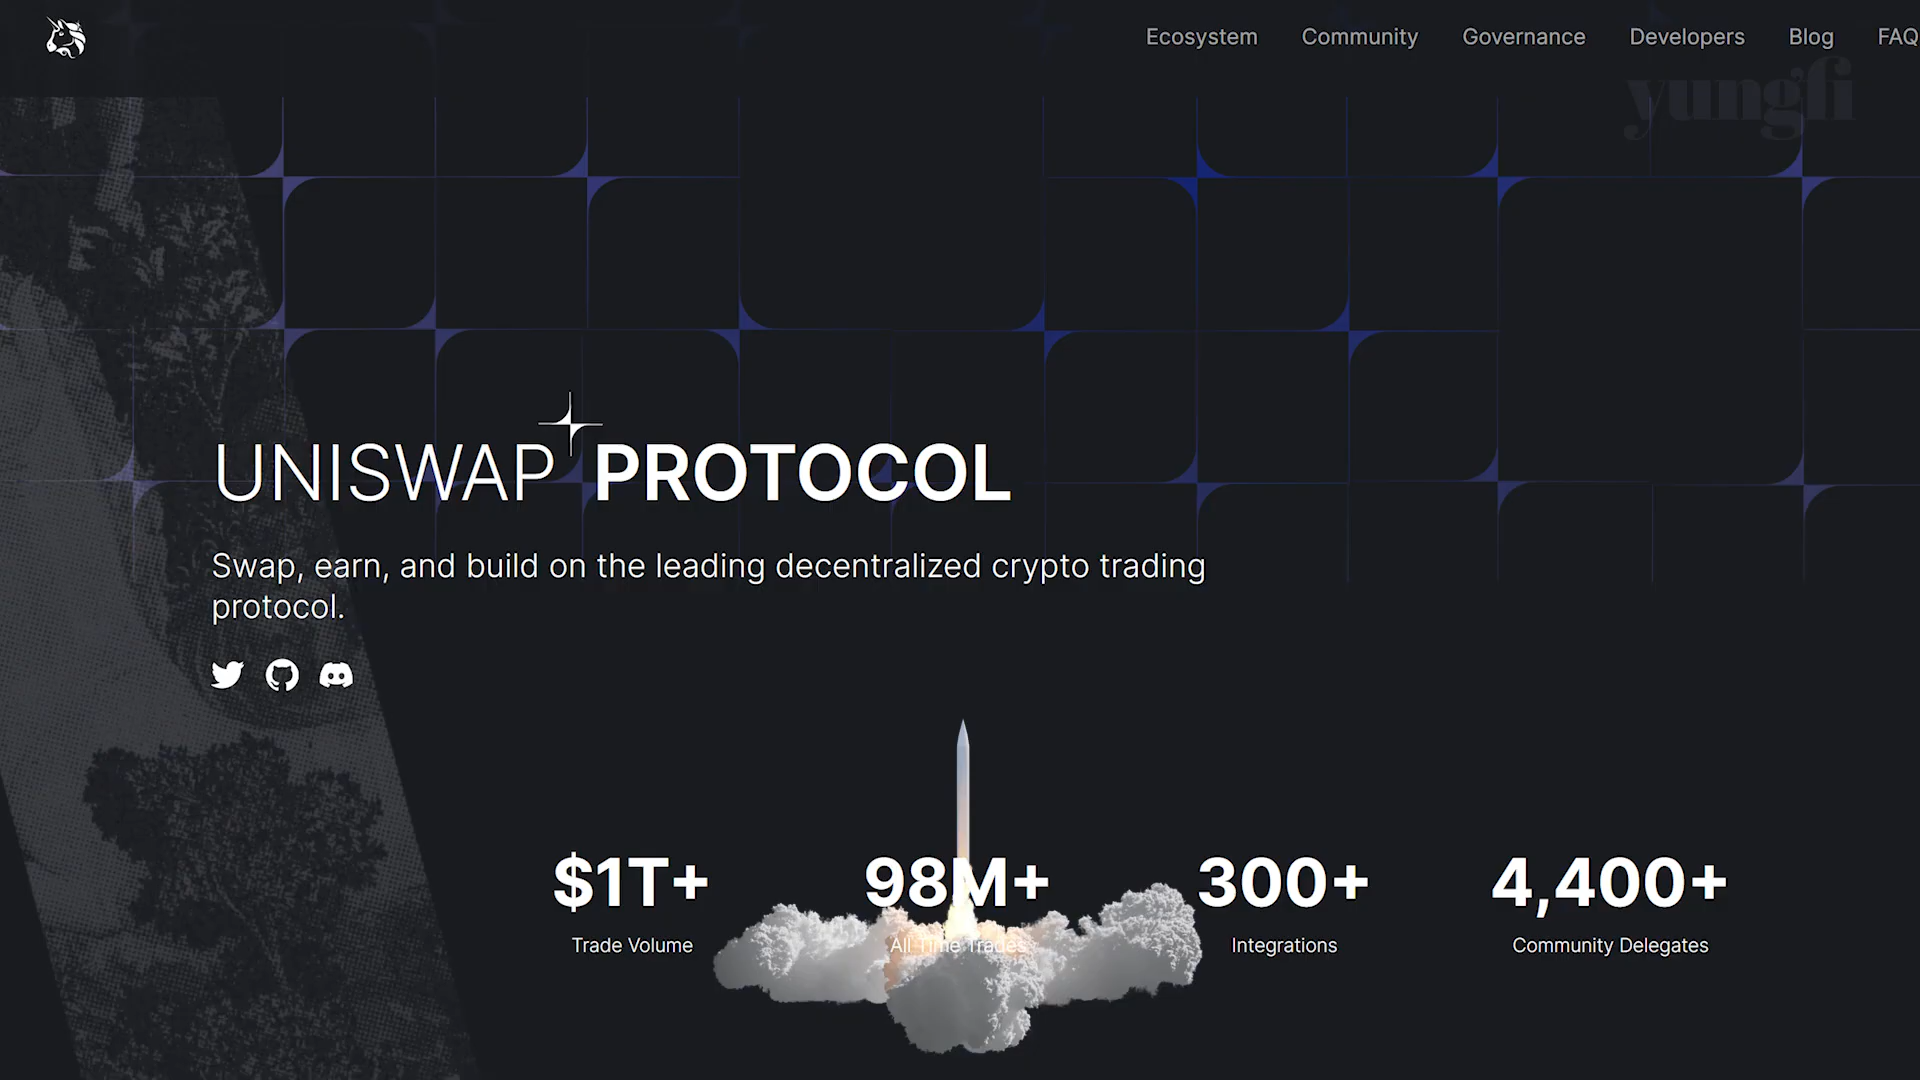 Ecosystem Community Governance Developers Blog FAQ
yungfi
UNISWAP PROTOCOL
Swap, earn, and build on the leading decentralized crypto trading
protocol.
$1T+ 98M+ 300+ 4,400+
Trade Volume All Time Trades Integrations Community Delegates